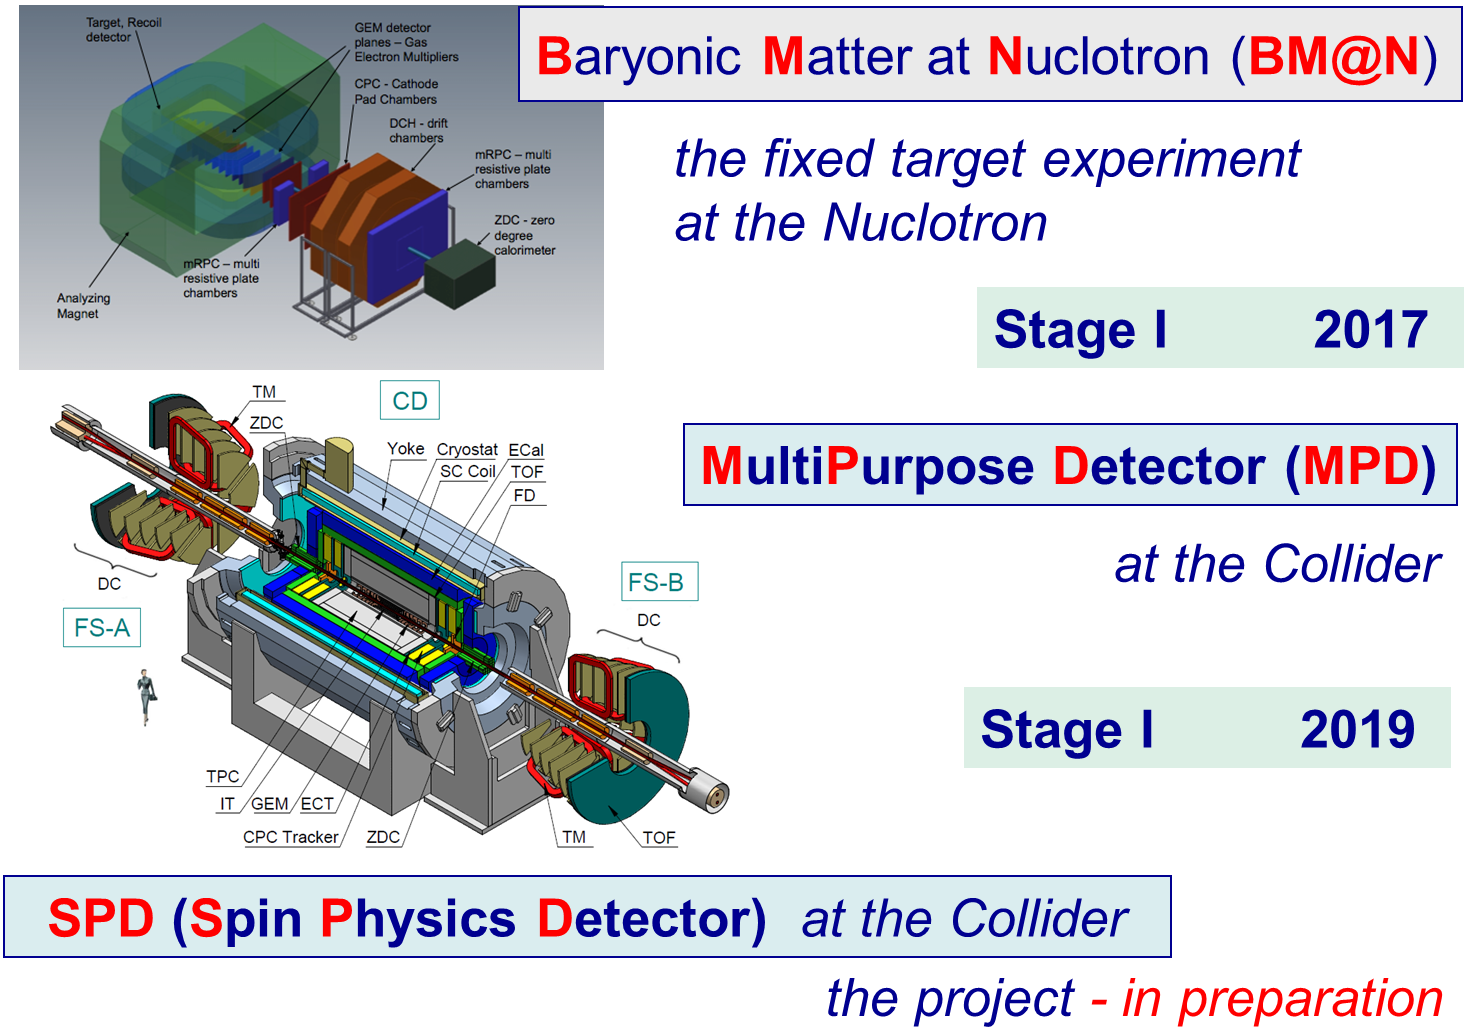 Target, Recoil
detector
GEM detector
planes – Gas
Electron Multipliers
CPC - Cathode
Pad Chambers
DCH - drift
chambers
mRPC – multi
resistive plate
chambers
ZDC - zero
degree
calorimeter
mRPC – multi
resistive plate
chambers
Analyzing
Magnet
Baryonic Matter at Nuclotron (BM@N)
the fixed target experiment
at the Nuclotron
Stage I 2017
TM
ZDC
CD
Yoke
Cryostat
SC Coil
ECal
TOF
FD
DC
FS-A
FS-B
DC
TPC
IT
GEM
ECT
CPC Tracker
ZDC
TM
TOF
MultiPurpose Detector (MPD)
at the Collider
Stage I 2019
SPD (Spin Physics Detector) at the Collider
the project - in preparation